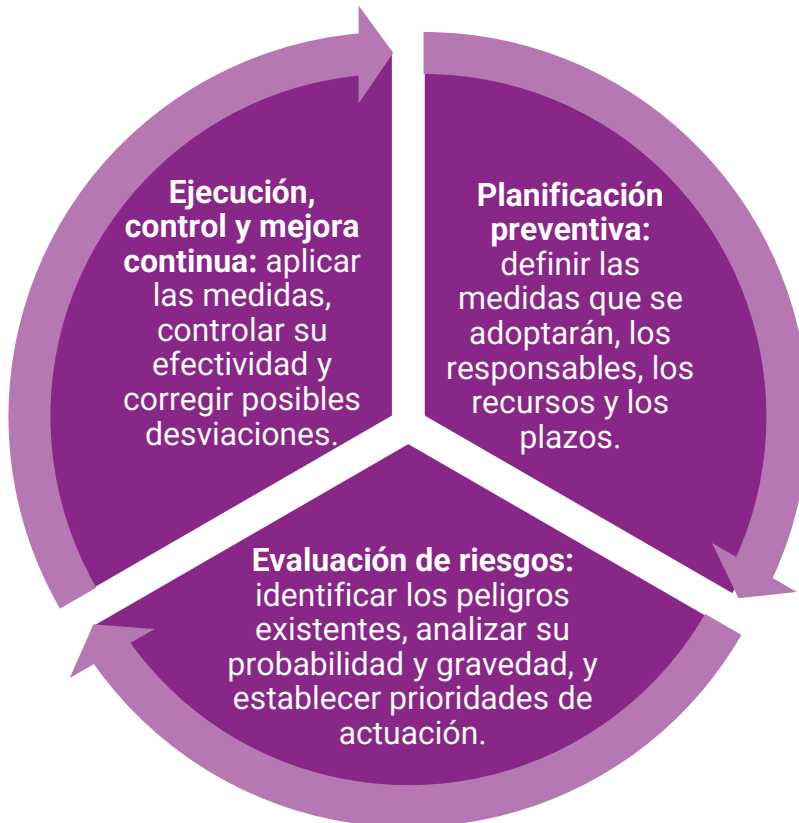 Ejecución,
control y mejora
continua: aplicar
las medidas,
controlar su
efectividad y
corregir posibles
desviaciones.
Planificación
preventiva:
definir las
medidas que se
adoptarán, los
responsables, los
recursos y los
plazos.
Evaluación de riesgos:
identificar los peligros
existentes, analizar su
probabilidad y gravedad, y
establecer prioridades de
actuación.